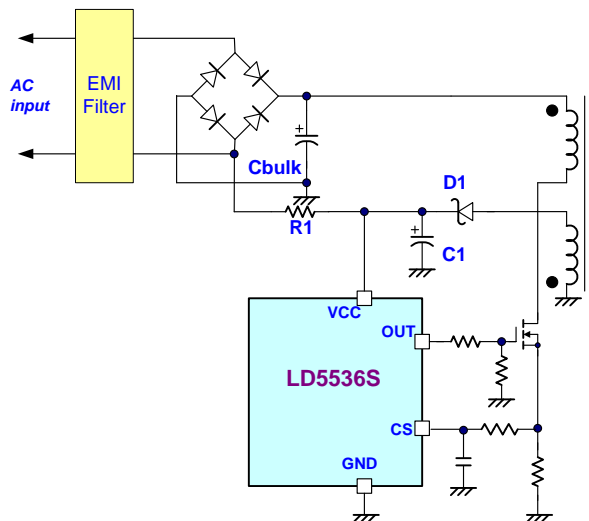 AC
input
EMI
Filter
+
Cbulk
R1
D1
+
C1
VCC
OUT
LD5536S
CS
GND